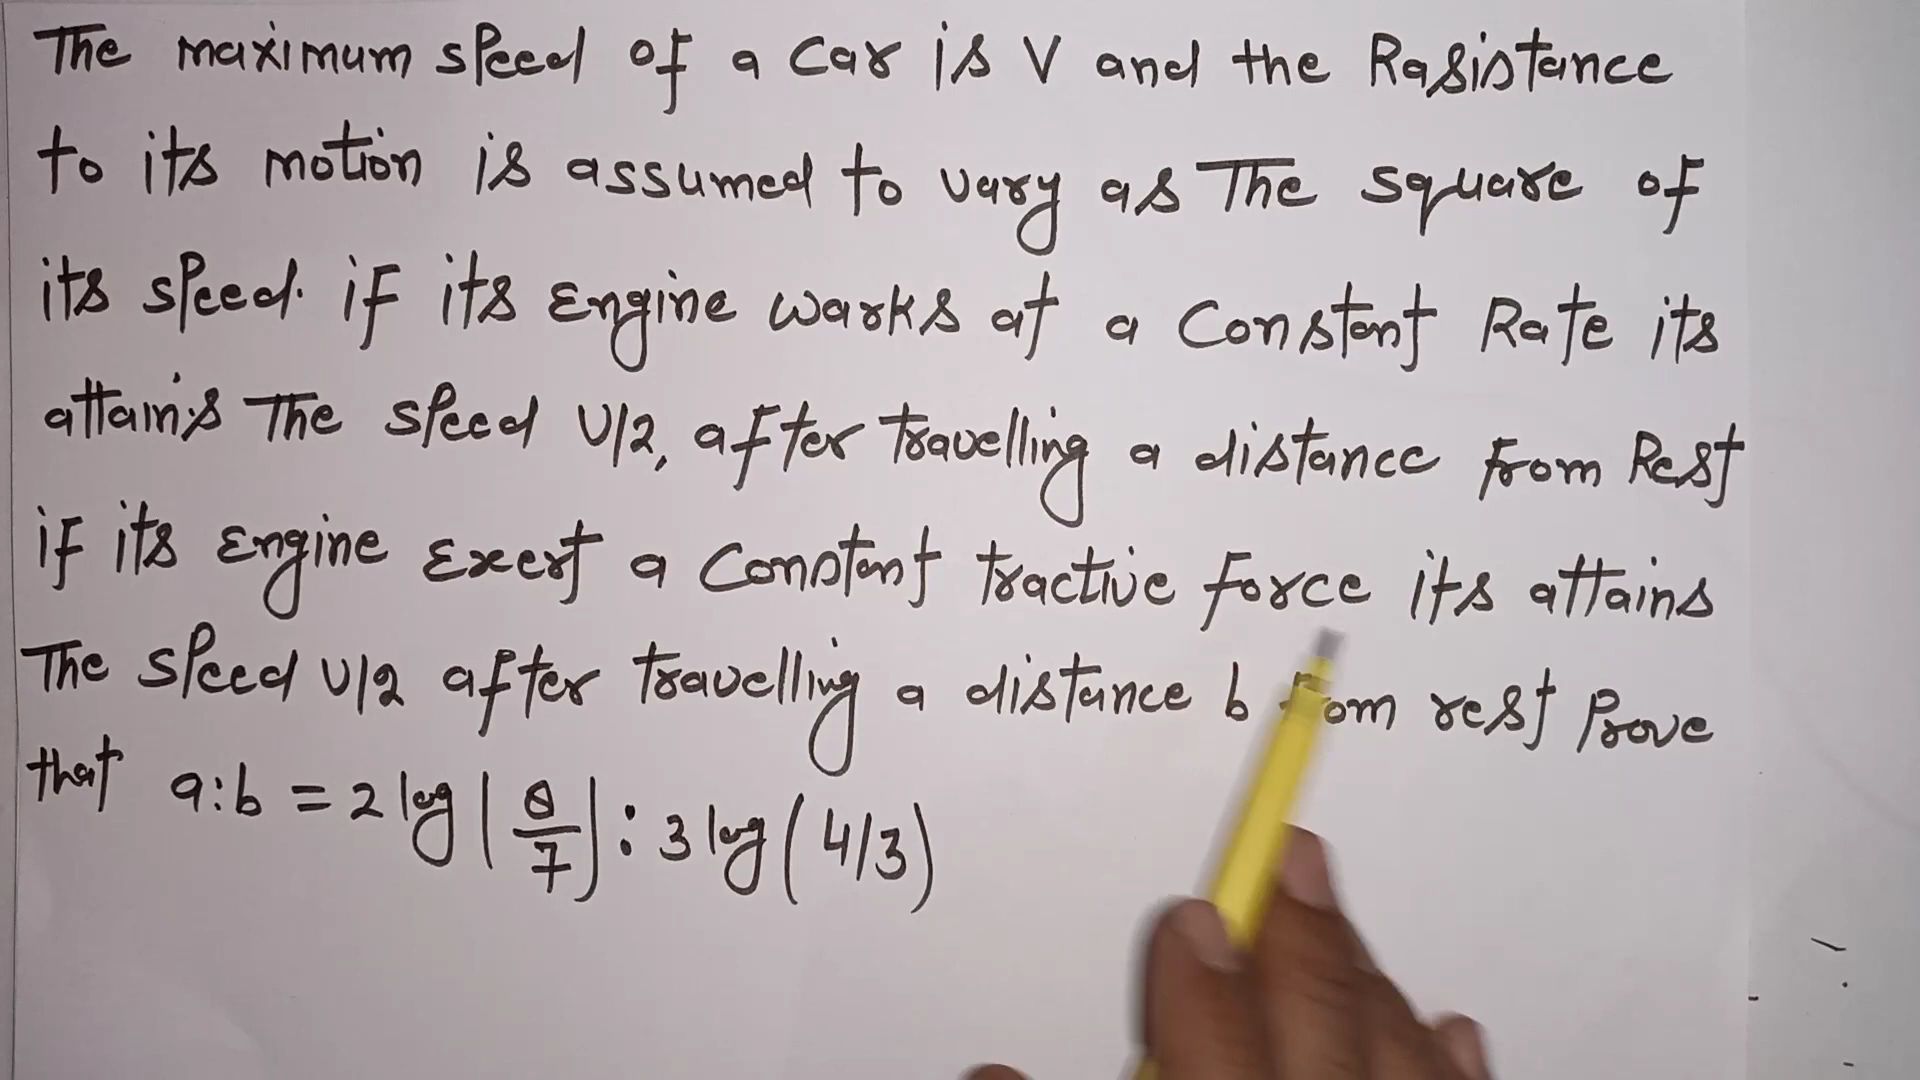 The maximum speed of a Car is V and the Rasistance
to its motion is assumed to vary as The square of
its speed. if its Engine works at a Constant Rate its
attains The speed V/2, after travelling a distance from Rest
if its Engine Exert a Constant tractive force its attains
The speed V/2 after travelling a distance b from rest Prove
that a:b = 2 log(8/7) : 3 log(4/3)